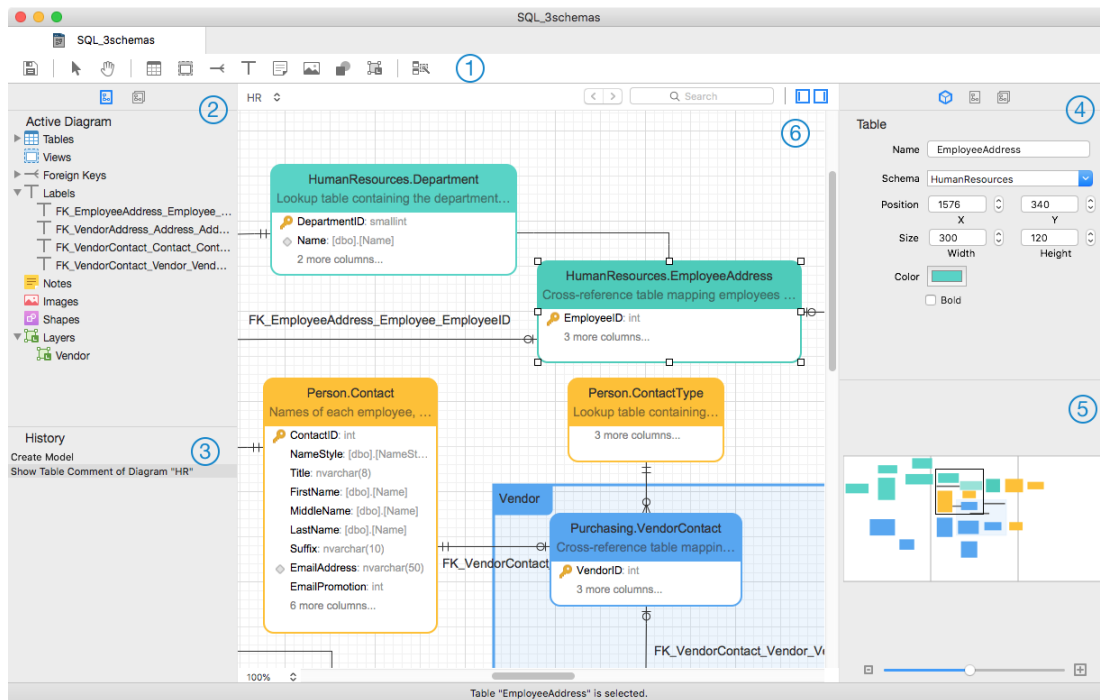 SQL_3schemas
SQL_3schemas
1
2
Active Diagram
Tables
Views
Foreign Keys
Labels
FK_EmployeeAddress_Employee_...
FK_VendorAddress_Address_Add...
FK_VendorContact_Contact_Cont...
FK_VendorContact_Vendor_Vend...
Notes
Images
Shapes
Layers
Vendor
History
3
Create Model
Show Table Comment of Diagram "HR"
HR
Search
6
HumanResources.Department
Lookup table containing the department...
DepartmentID: smallint
Name: [dbo].[Name]
2 more columns...
HumanResources.EmployeeAddress
Cross-reference table mapping employees ...
EmployeeID: int
3 more columns...
FK_EmployeeAddress_Employee_EmployeeID
Person.Contact
Names of each employee, ...
ContactID: int
NameStyle: [dbo].[NameSt...
Title: nvarchar(8)
FirstName: [dbo].[Name]
MiddleName: [dbo].[Name]
LastName: [dbo].[Name]
Suffix: nvarchar(10)
EmailAddress: nvarchar(50)
EmailPromotion: int
6 more columns...
Person.ContactType
Lookup table containing...
3 more columns...
Vendor
Purchasing.VendorContact
Cross-reference table mappin...
VendorID: int
3 more columns...
FK_VendorContact
FK_VendorContact_Vendor_Ve
100%
4
Table
Name EmployeeAddress
Schema HumanResources
Position 1576 340
X Y
Size 300 120
Width Height
Color
Bold
5
Table "EmployeeAddress" is selected.